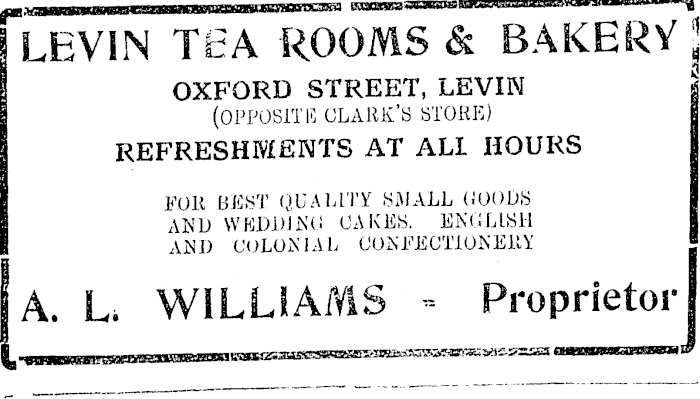 LEVIN TEA ROOMS & BAKERY
OXFORD STREET, LEVIN
(OPPOSITE CLARK'S STORE)
REFRESHMENTS AT ALL HOURS
FOR BEST QUALITY SMALL GOODS
AND WEDDING CAKES. ENGLISH
AND COLONIAL CONFECTIONERY
A. L. WILLIAMS - Proprietor